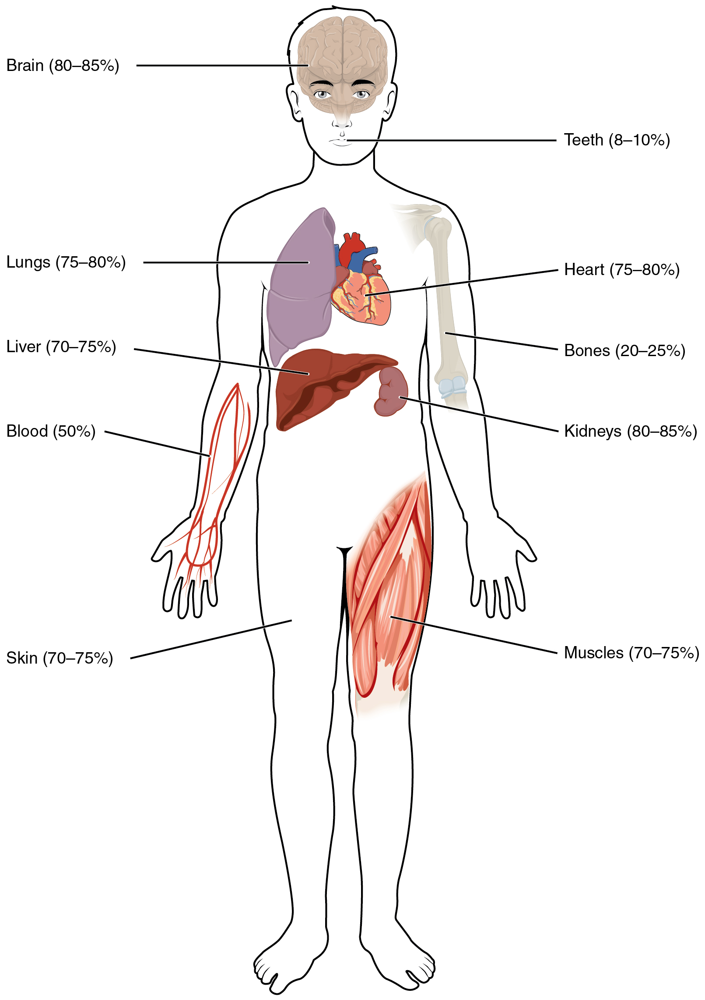 Brain (80–85%)
Teeth (8–10%)
Lungs (75–80%)
Heart (75–80%)
Liver (70–75%)
Bones (20–25%)
Blood (50%)
Kidneys (80–85%)
Skin (70–75%)
Muscles (70–75%)